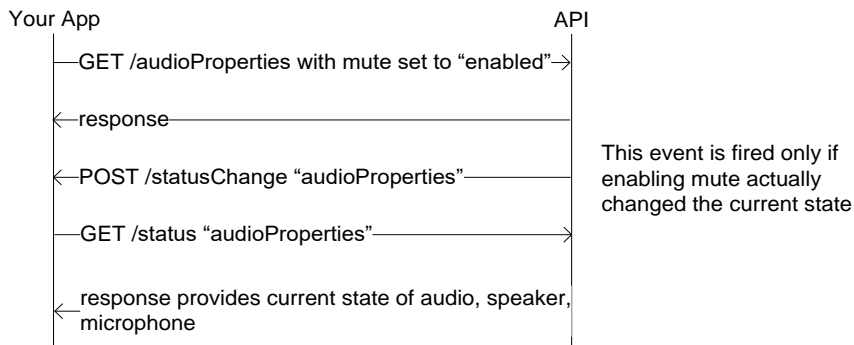 Your App
API
GET /audioProperties with mute set to “enabled”
response
POST /statusChange “audioProperties”
This event is fired only if
enabling mute actually
changed the current state
GET /status “audioProperties”
response provides current state of audio, speaker,
microphone